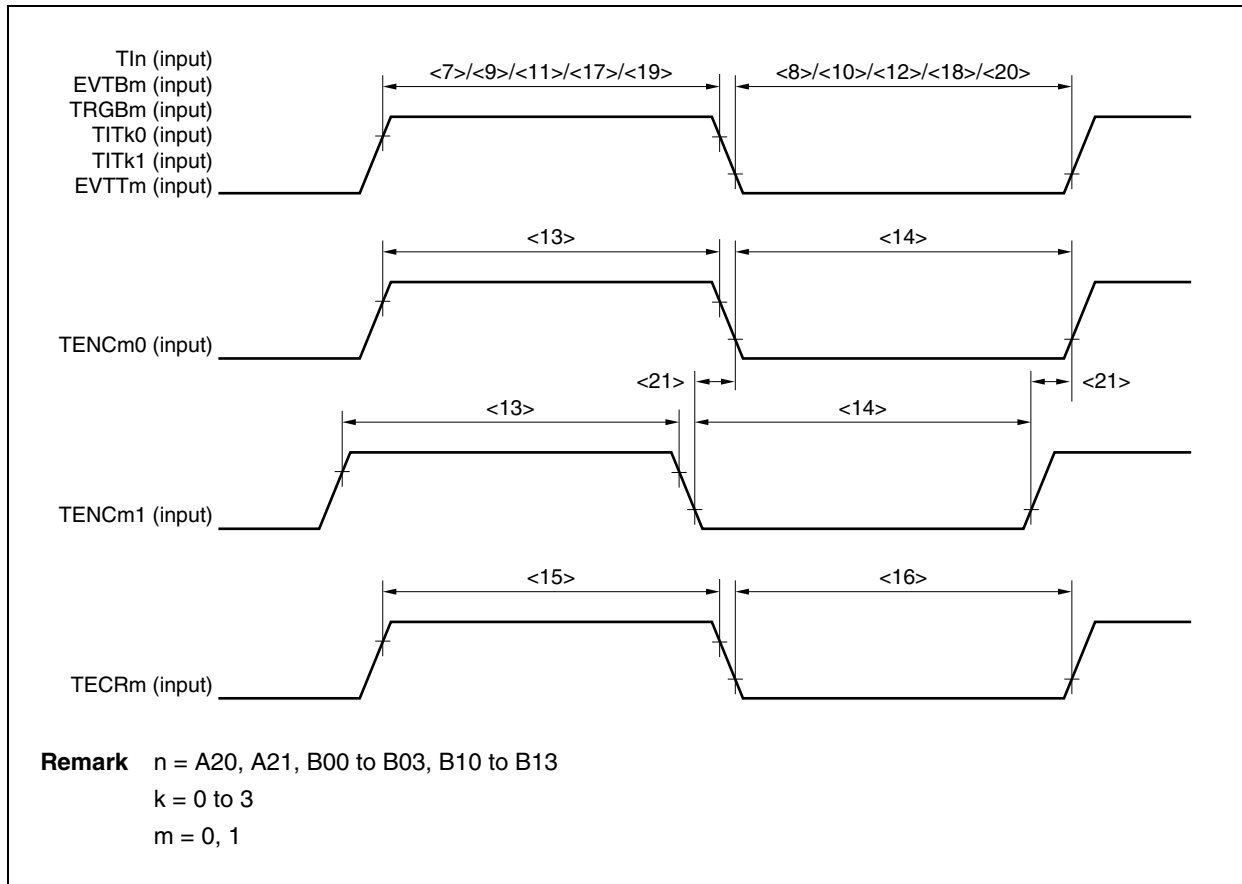 TIn (input)
EVTBm (input)
TRGBm (input)
TITk0 (input)
TITk1 (input)
EVTTm (input)
<7>/<9>/<11>/<17>/<19>
<8>/<10>/<12>/<18>/<20>
<13>
<14>
TENCm0 (input)
<21>
<21>
<13>
<14>
TENCm1 (input)
<15>
<16>
TECRm (input)
Remark n = A20, A21, B00 to B03, B10 to B13
k = 0 to 3
m = 0, 1